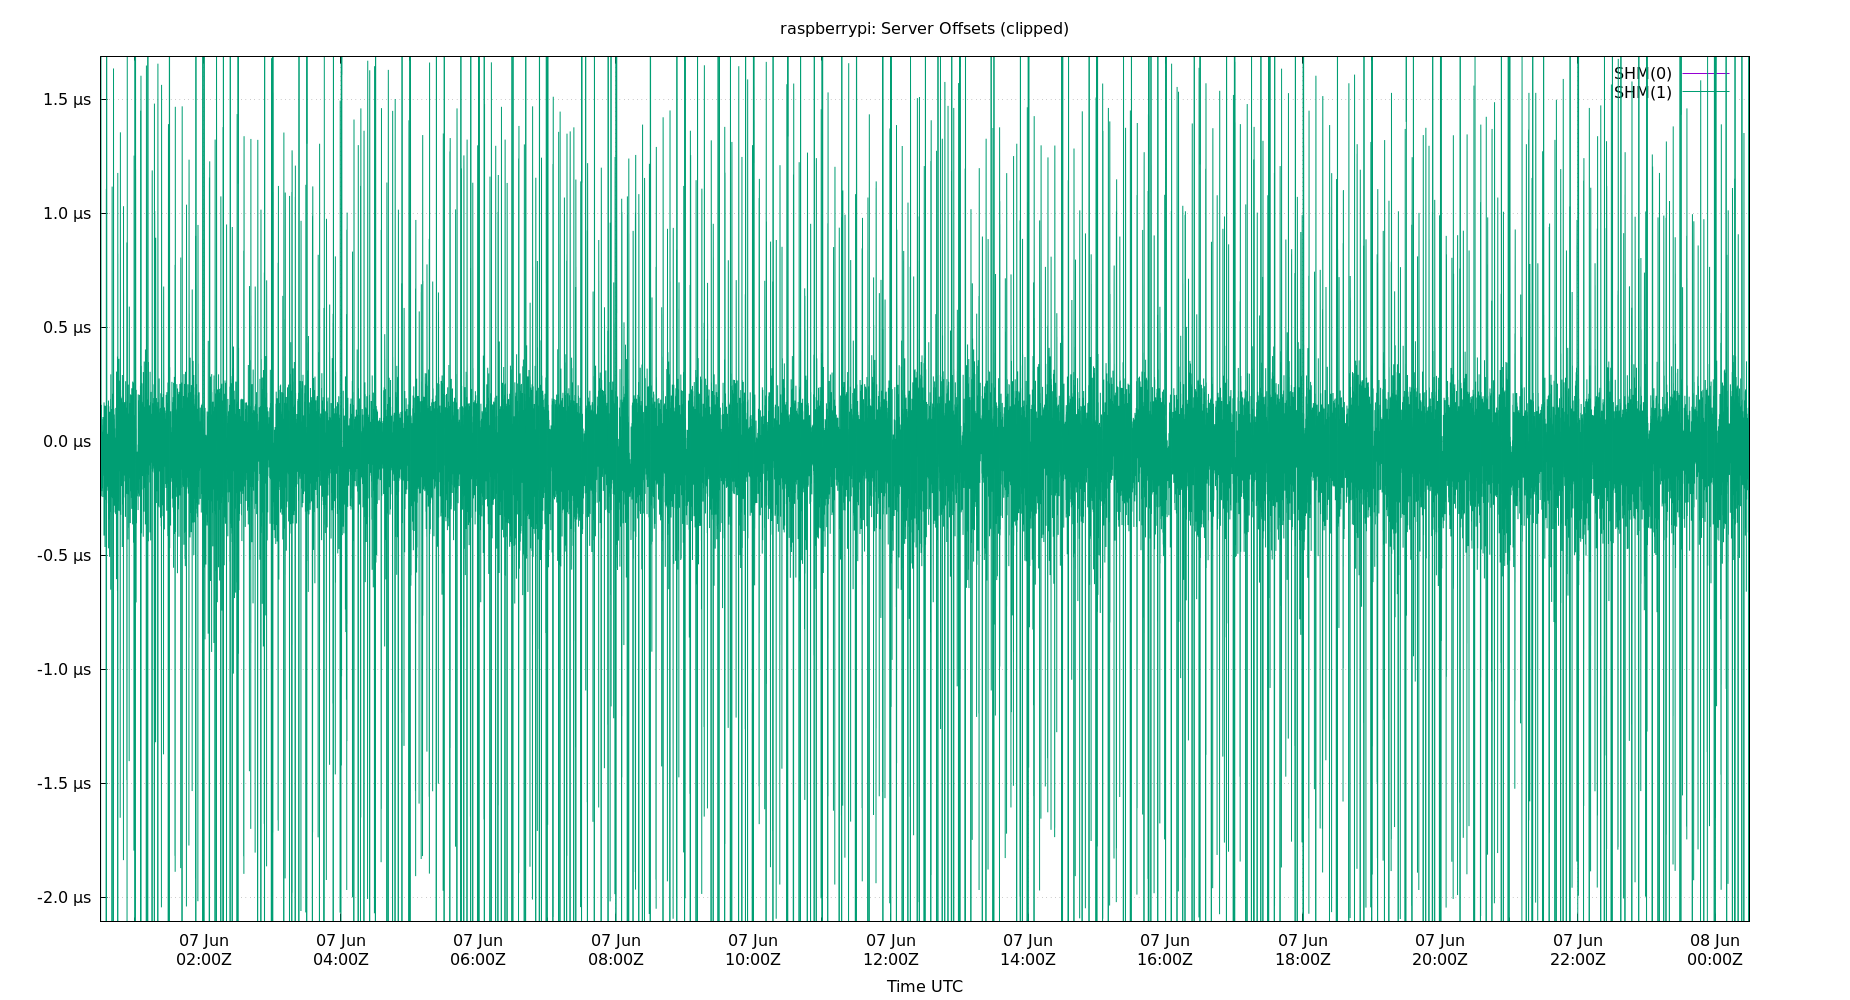 raspberrypi: Server Offsets (clipped)
SHM(0)
SHM(1)
1.5 µs
1.0 µs
0.5 µs
0.0 µs
-0.5 µs
-1.0 µs
-1.5 µs
-2.0 µs
07 Jun 07 Jun 07 Jun 07 Jun 07 Jun 07 Jun 07 Jun 07 Jun 07 Jun 07 Jun 07 Jun 08 Jun
02:00Z 04:00Z 06:00Z 08:00Z 10:00Z 12:00Z 14:00Z 16:00Z 18:00Z 20:00Z 22:00Z 00:00Z
Time UTC